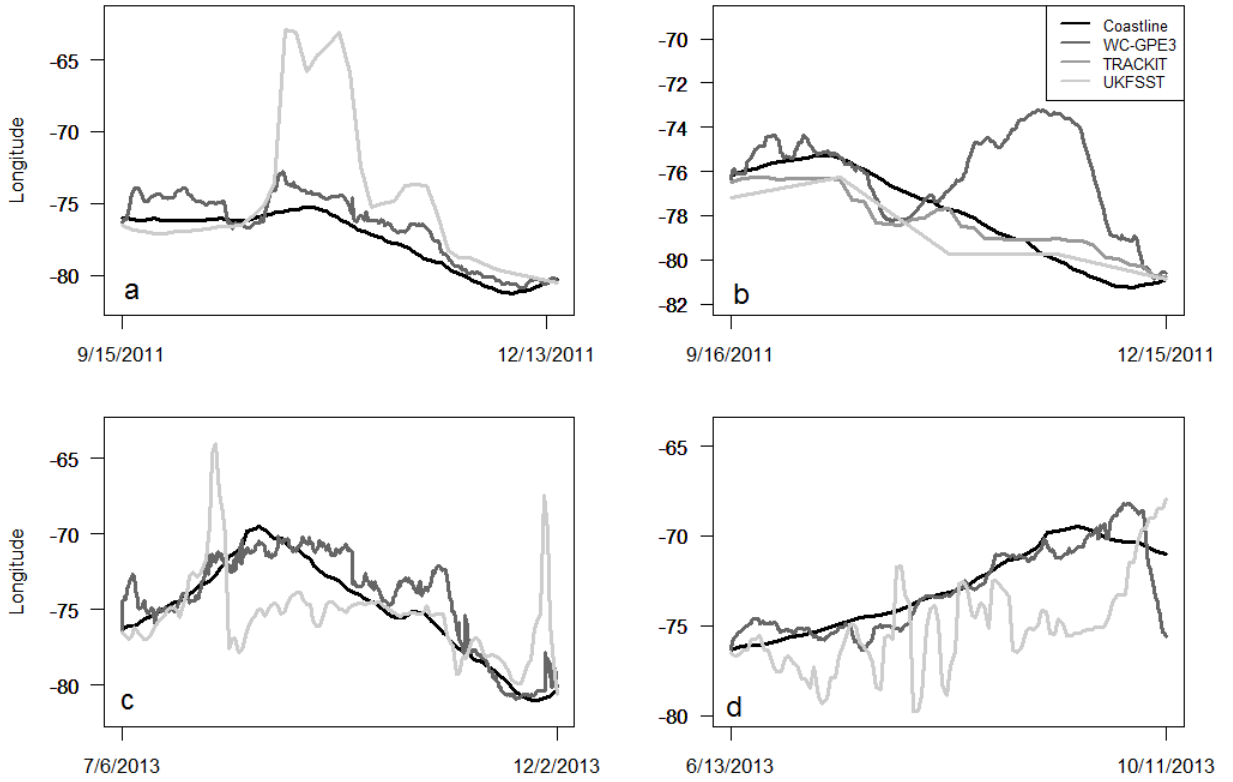 Longitude
-65
-70
-75
-80
a
9/15/2011
12/13/2011
-70
-72
-74
-76
-78
-80
-82
b
Coastline
WC-GPE3
TRACKIT
UKFSST
9/16/2011
12/15/2011
Longitude
-65
-70
-75
-80
c
7/6/2013
12/2/2013
-65
-70
-75
-80
d
6/13/2013
10/11/2013